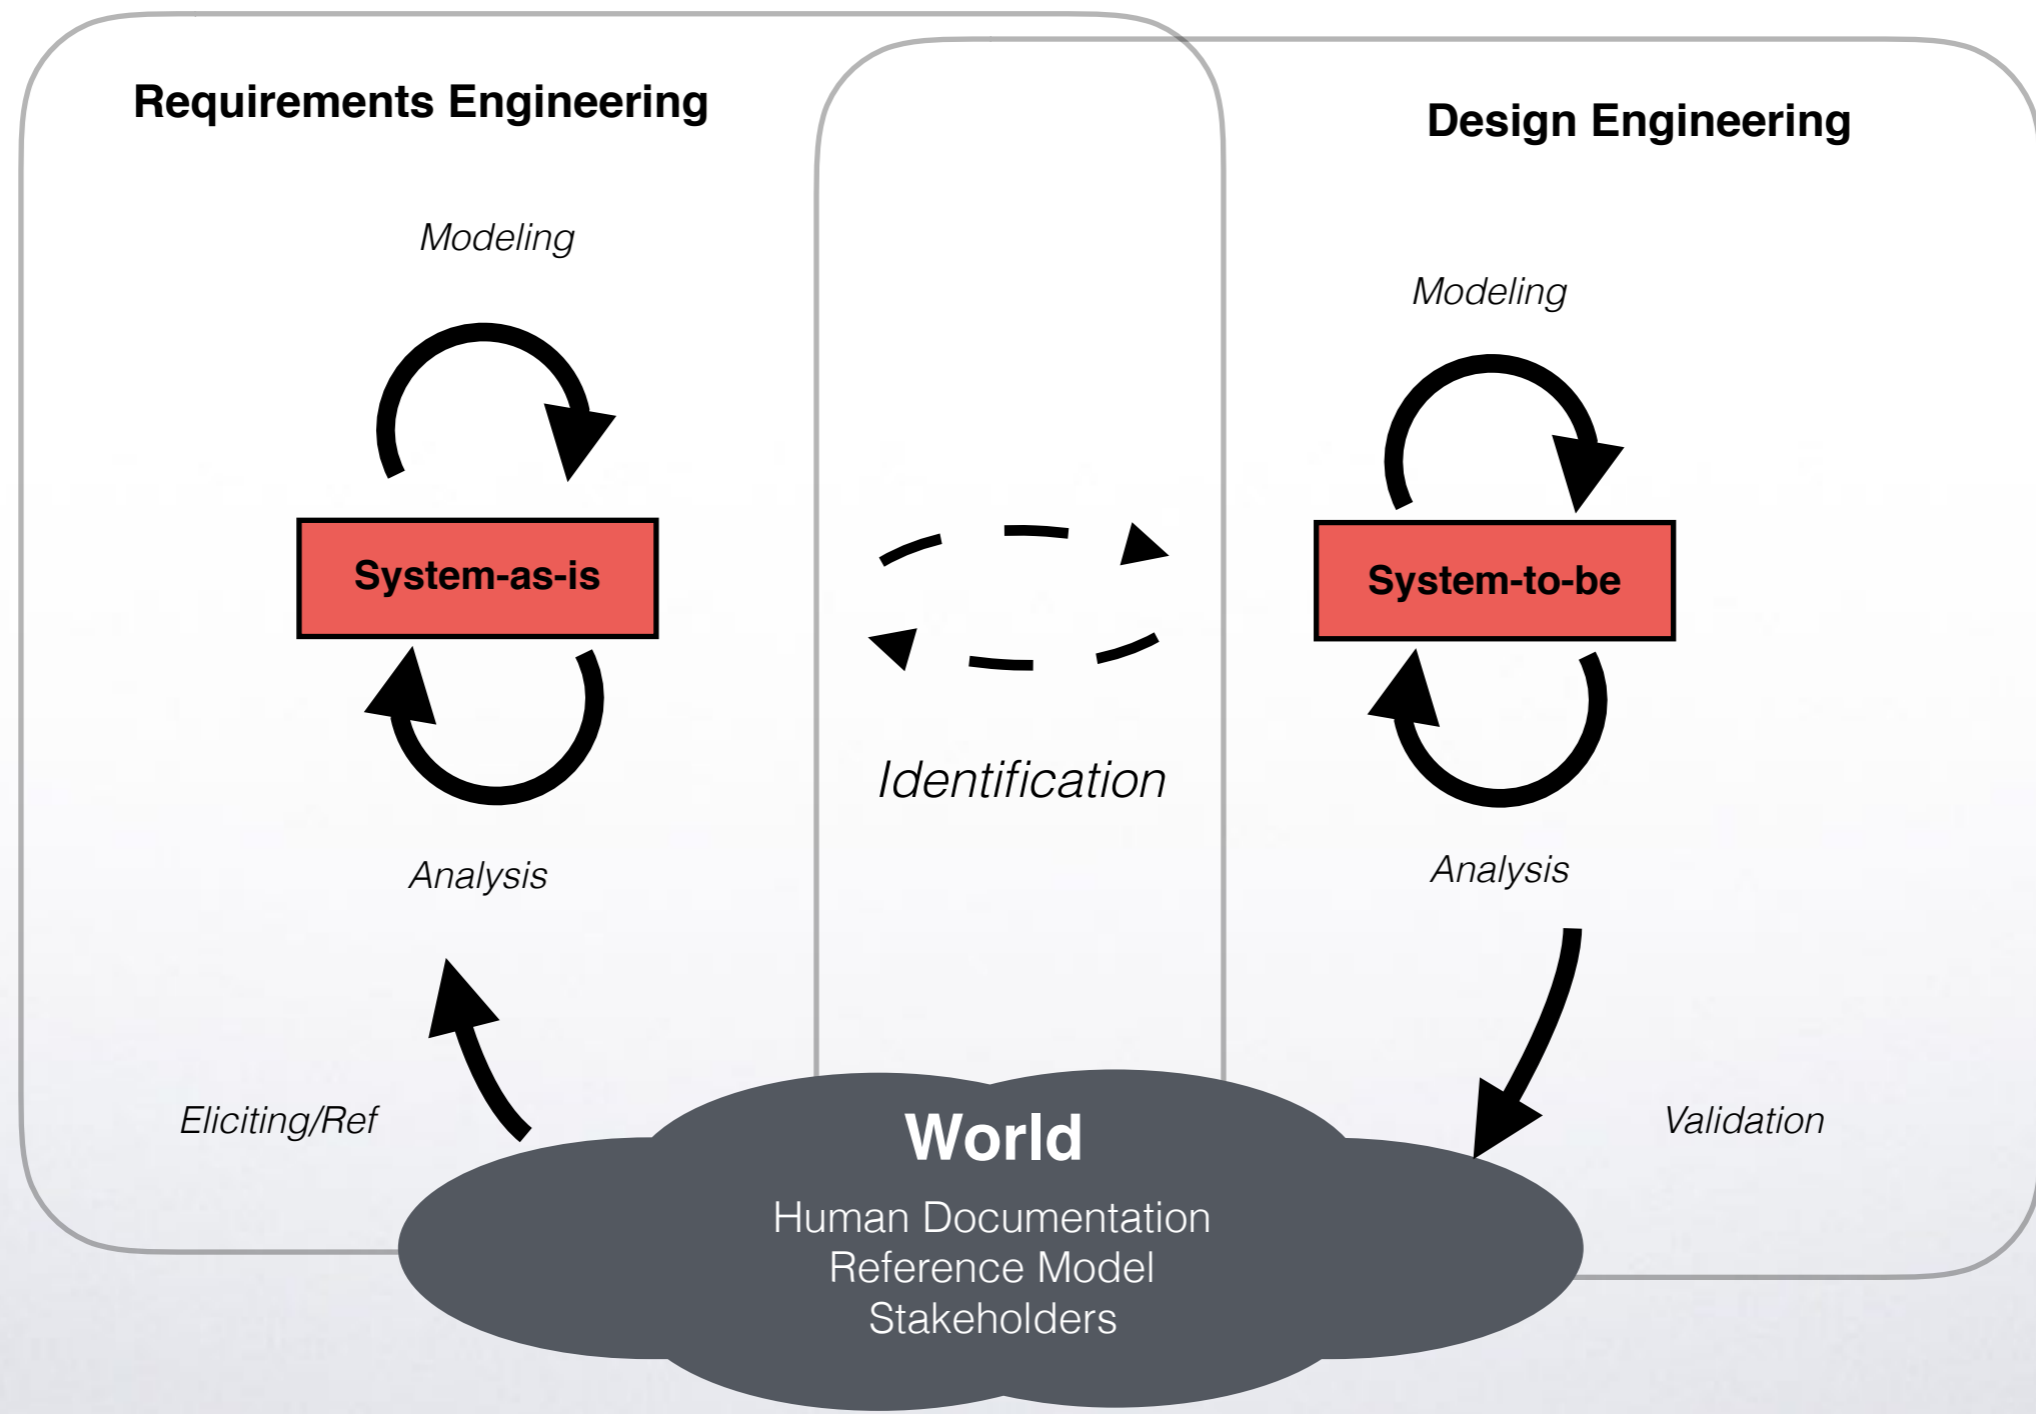 Requirements Engineering
Design Engineering
Modeling
Modeling
System-as-is
System-to-be
Identification
Analysis
Analysis
Eliciting/Ref
Validation
World
Human Documentation
Reference Model
Stakeholders